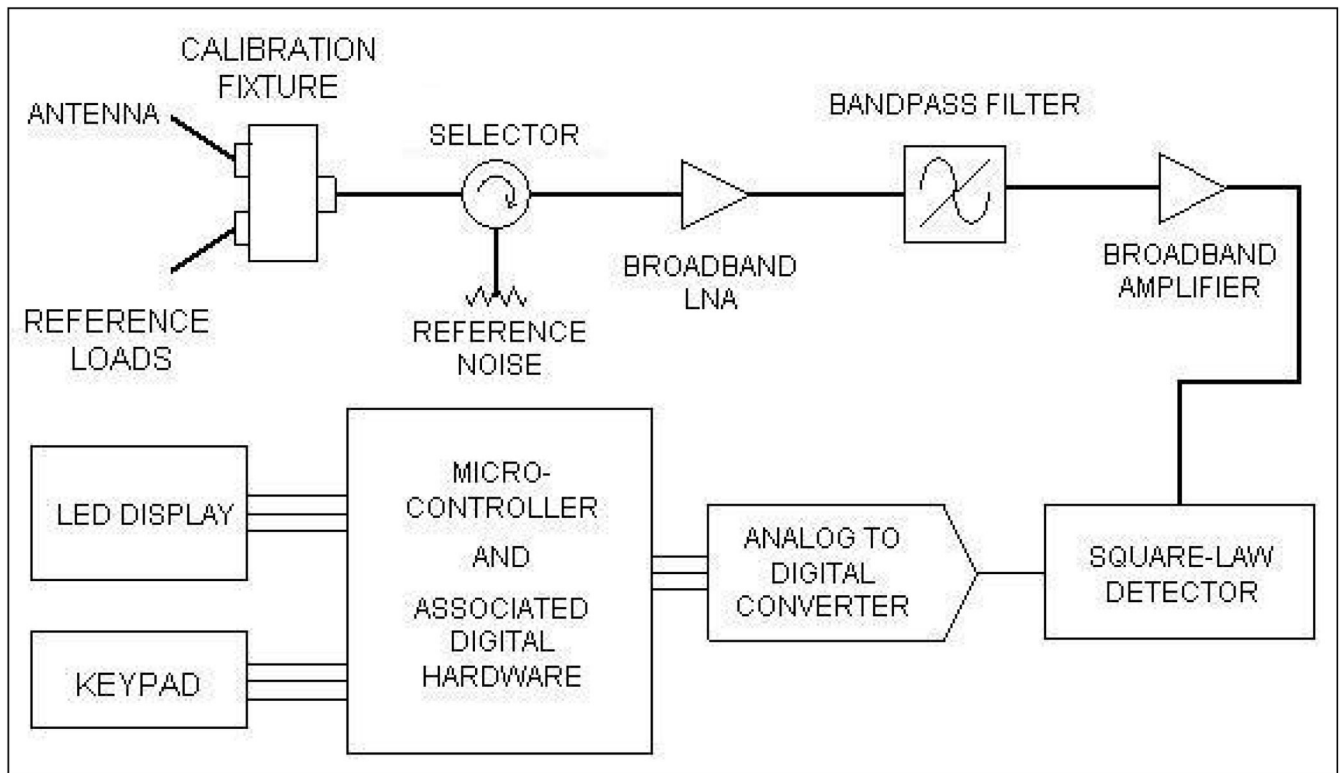 CALIBRATION
FIXTURE
ANTENNA
SELECTOR
BANDPASS FILTER
REFERENCE
LOADS
REFERENCE
NOISE
BROADBAND
LNA
BROADBAND
AMPLIFIER
LED DISPLAY
KEYPAD
MICRO-
CONTROLLER
AND
ASSOCIATED
DIGITAL
HARDWARE
ANALOG TO
DIGITAL
CONVERTER
SQUARE-LAW
DETECTOR